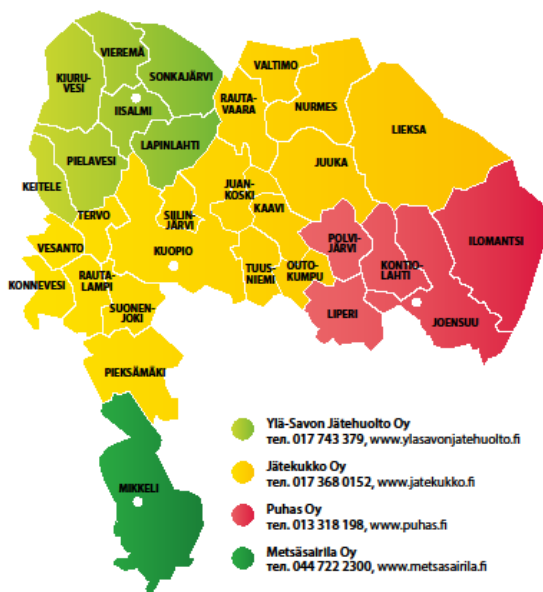 VIEREMÄ
KIURU-
VESI
SONKAJÄRVI
IISALMI
LAPINLAHTI
PIELAVESI
KEITELE
VALTIMO
RAUTA-
VAARA
NURMES
LIEKSA
JUUKA
JUAN-
KOSKI
KAAVI
TERVO
SIILIN-
JÄRVI
VESANTO
KUOPIO
KONNEVESI
RAUTA-
LAMPI
SUONEN-
JOKI
TUUS-
NIEMI
OUTO-
KUMPU
POLVI-
JÄRVI
KONTIO-
LAHTI
ILOMANTSI
LIPERI
JOENSUU
PIEKSÄMÄKI
MIKKELI
Ylä-Savon Jätehuolto Oy
тел. 017 743 379, www.ylasavonjatehuolto.fi
Jätekukko Oy
тел. 017 368 0152, www.jatekukko.fi
Puhas Oy
тел. 013 318 198, www.puhas.fi
Metsäsairila Oy
тел. 044 722 2300, www.metsasairila.fi